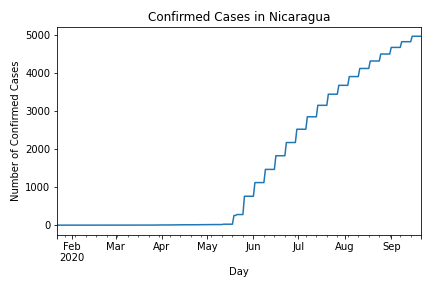 Confirmed Cases in Nicaragua
5000
4000
3000
2000
1000
0
Number of Confirmed Cases
Feb
2020
Mar
Apr
May
Jun
Jul
Aug
Sep
Day